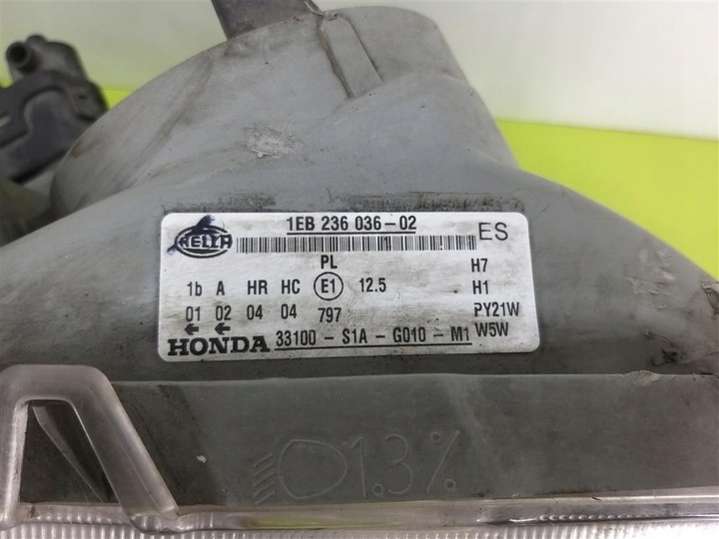 HELLA 1EB 236 036-02 ES
PL H7
1b A HR HC E1 12.5 H1
01 02 04 04 797 PY21W
HONDA 33100 - S1A - G010 - M1 W5W
1.3%